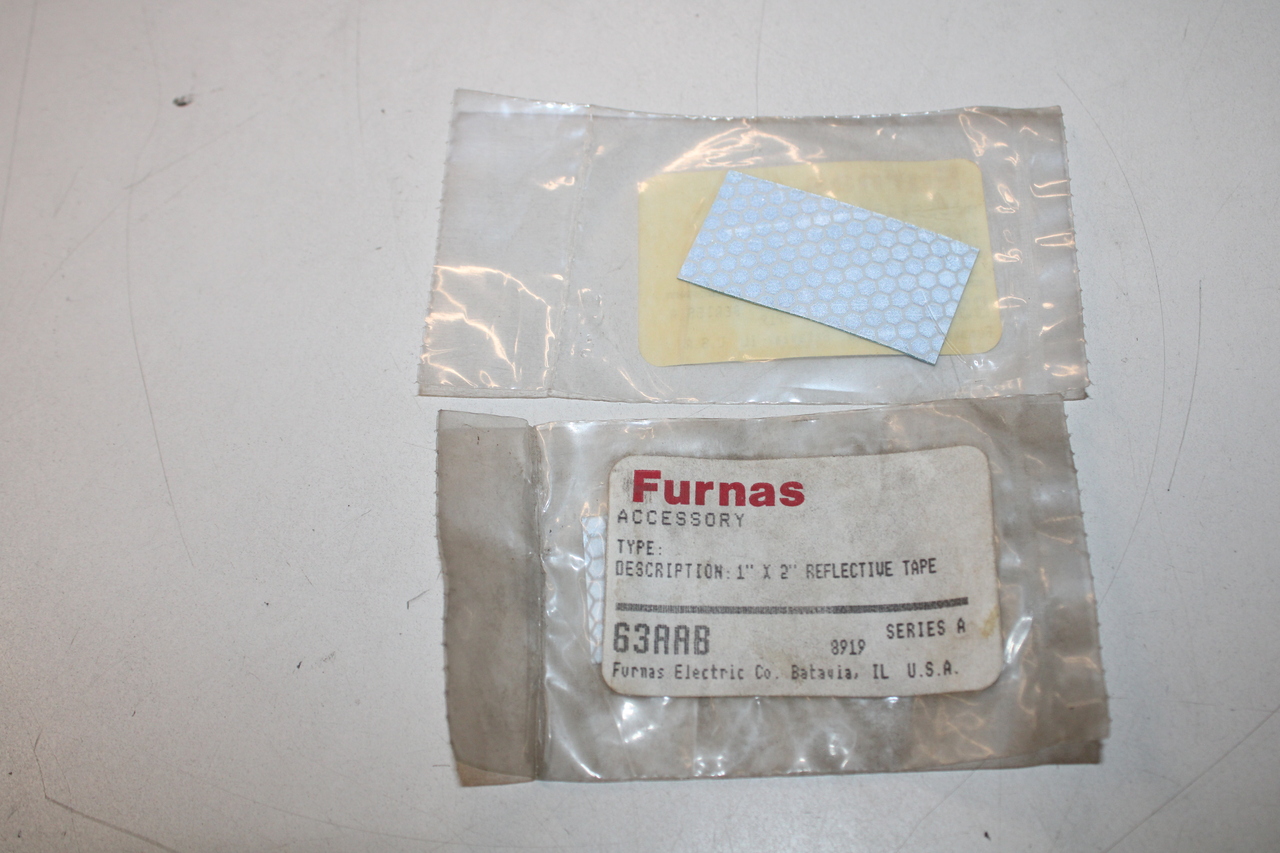 Furnas
ACCESSORY
TYPE:
DESCRIPTION: 1" X 2" REFLECTIVE TAPE
63AAB 8919 SERIES A
Furnas Electric Co. Batavia, IL U.S.A.